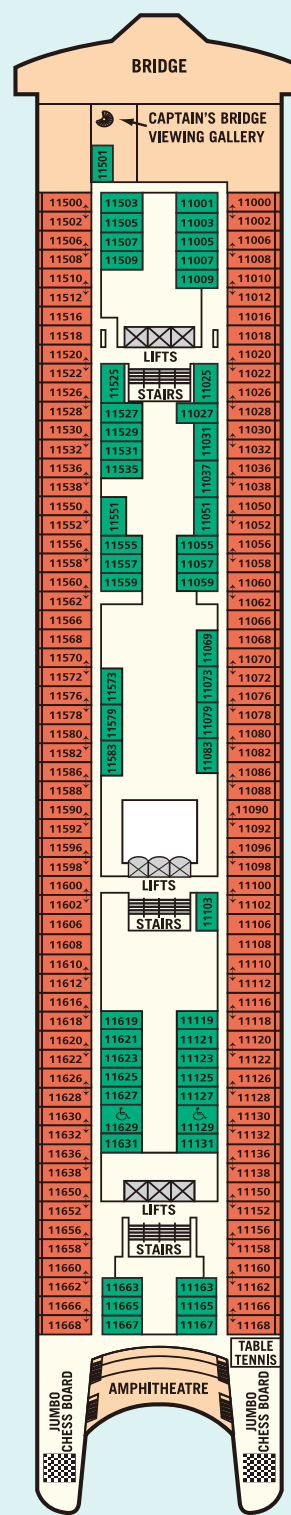 BRIDGE
CAPTAIN'S BRIDGE
VIEWING GALLERY
11501
11500 11503 11001 11000
11502 11505 11003 11002
11506 11507 11005 11006
11508 11509 11007 11008
11510 11009 11010
11512 11012
11516 11016
11518 11018
LIFTS
11520 11020
11522 11525 11025 11022
STAIRS
11526 11026
11528 11527 11027 11028
11530 11529 11031 11030
11532 11531 11032
11536 11535 11037 11036
11538 11038
11550 11551 11051 11050
11552 11052
11556 11555 11055 11056
11558 11557 11057 11058
11560 11559 11059 11060
11562 11062
11566 11066
11568 11069 11068
11570 11070
11572 11573 11073 11072
11576 11076
11578 11579 11079 11078
11580 11080
11582 11583 11083 11082
11586 11086
11588 11088
11590 11090
11592 11092
11596 11096
11598 11098
LIFTS
11600 11100
11602 11103 11102
STAIRS
11606 11106
11608 11108
11610 11110
11612 11112
11616 11116
11618 11619 11119 11118
11620 11621 11121 11120
11622 11623 11123 11122
11626 11625 11125 11126
11628 11627 11127 11128
11630 11629 11129 11130
11632 11631 11131 11132
11636 11136
11638 11138
11650 11150
11652 11152
LIFTS
11656 11156
11658 11158
STAIRS
11660 11160
11662 11663 11163 11162
11666 11665 11165 11166
11668 11667 11167 11168
TABLE
TENNIS
AMPHITHEATRE
JUMBO
CHESS BOARD
JUMBO
CHESS BOARD